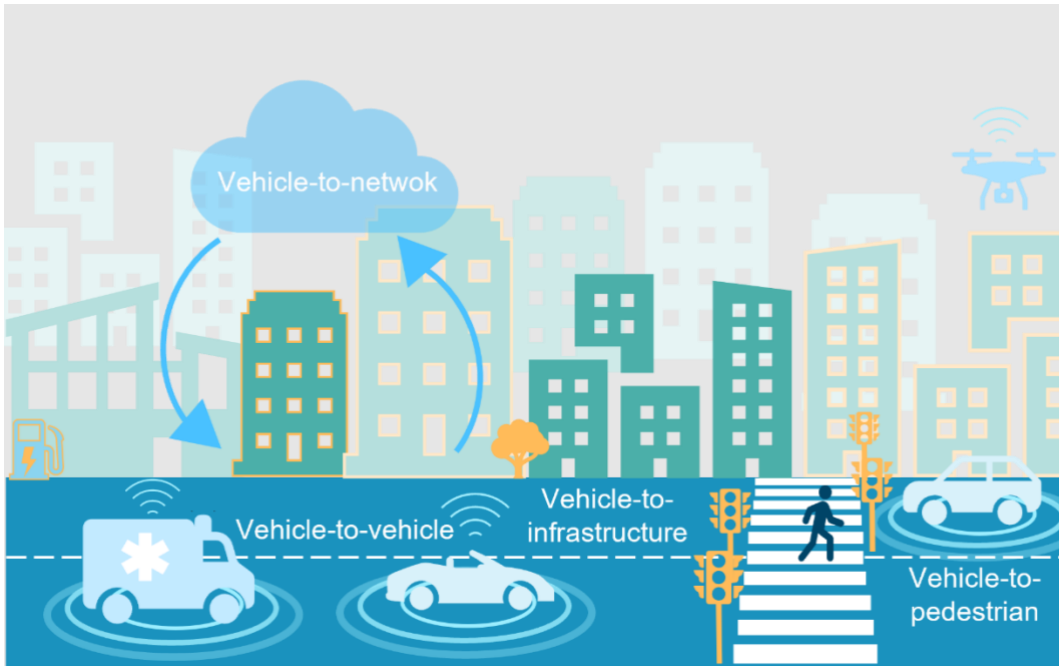 Vehicle-to-netwok
Vehicle-to-vehicle
Vehicle-to-
infrastructure
Vehicle-to-
pedestrian